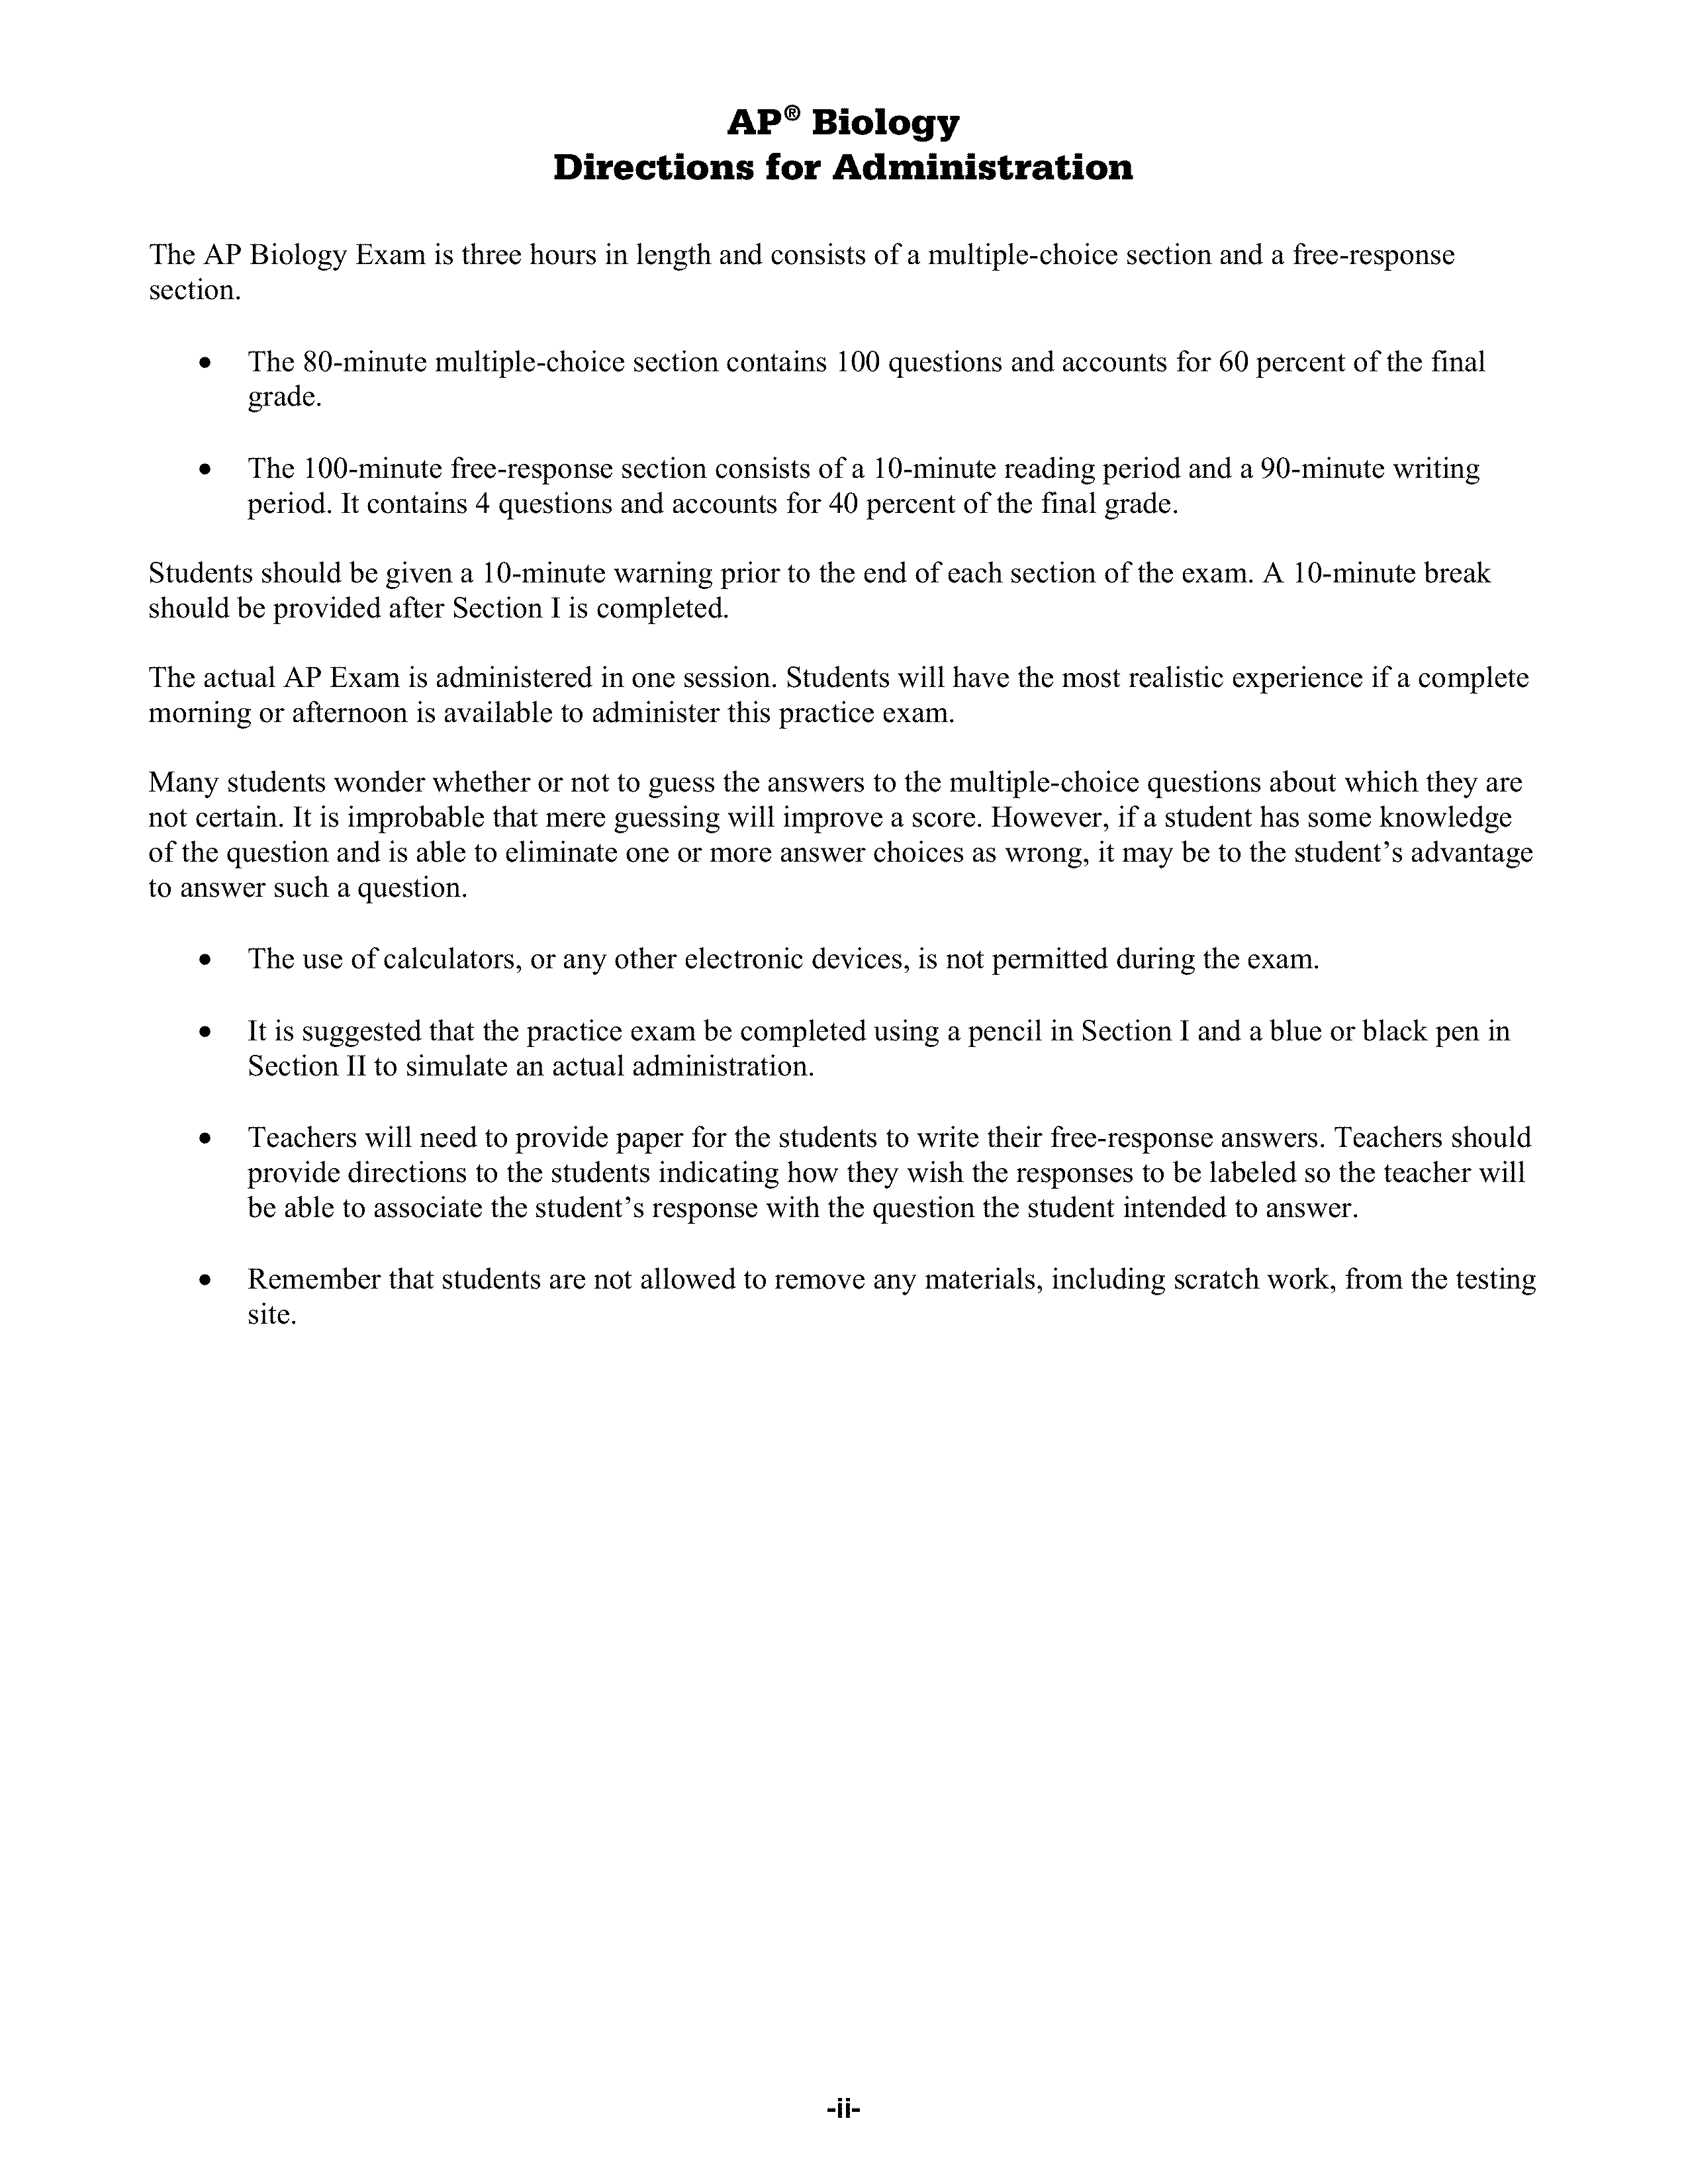 AP® Biology
Directions for Administration
The AP Biology Exam is three hours in length and consists of a multiple-choice section and a free-response
section.
• The 80-minute multiple-choice section contains 100 questions and accounts for 60 percent of the final
grade.
• The 100-minute free-response section consists of a 10-minute reading period and a 90-minute writing
period. It contains 4 questions and accounts for 40 percent of the final grade.
Students should be given a 10-minute warning prior to the end of each section of the exam. A 10-minute break
should be provided after Section I is completed.
The actual AP Exam is administered in one session. Students will have the most realistic experience if a complete
morning or afternoon is available to administer this practice exam.
Many students wonder whether or not to guess the answers to the multiple-choice questions about which they are
not certain. It is improbable that mere guessing will improve a score. However, if a student has some knowledge
of the question and is able to eliminate one or more answer choices as wrong, it may be to the student’s advantage
to answer such a question.
• The use of calculators, or any other electronic devices, is not permitted during the exam.
• It is suggested that the practice exam be completed using a pencil in Section I and a blue or black pen in
Section II to simulate an actual administration.
• Teachers will need to provide paper for the students to write their free-response answers. Teachers should
provide directions to the students indicating how they wish the responses to be labeled so the teacher will
be able to associate the student’s response with the question the student intended to answer.
• Remember that students are not allowed to remove any materials, including scratch work, from the testing
site.
-ii-